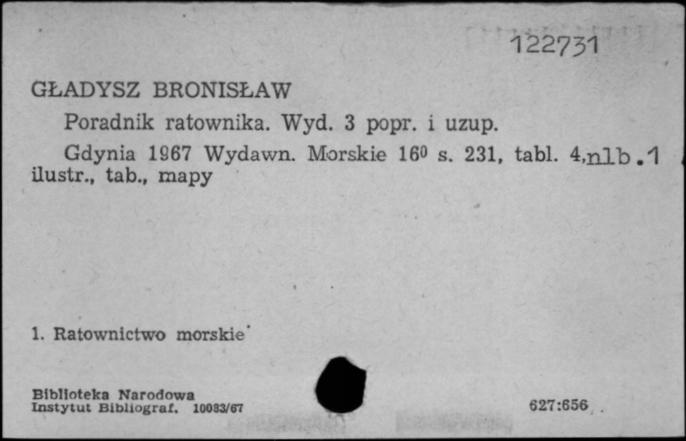 122731
GŁADYSZ BRONISŁAW
Poradnik ratownika. Wyd. 3 popr. i uzup.
Gdynia 1967 Wydawn. Morskie 16⁰ s. 231, tabl. 4,nlb.1
ilustr., tab., mapy
1. Ratownictwo morskie
Biblioteka Narodowa
Instytut Bibliograf. 10083/67
627:656